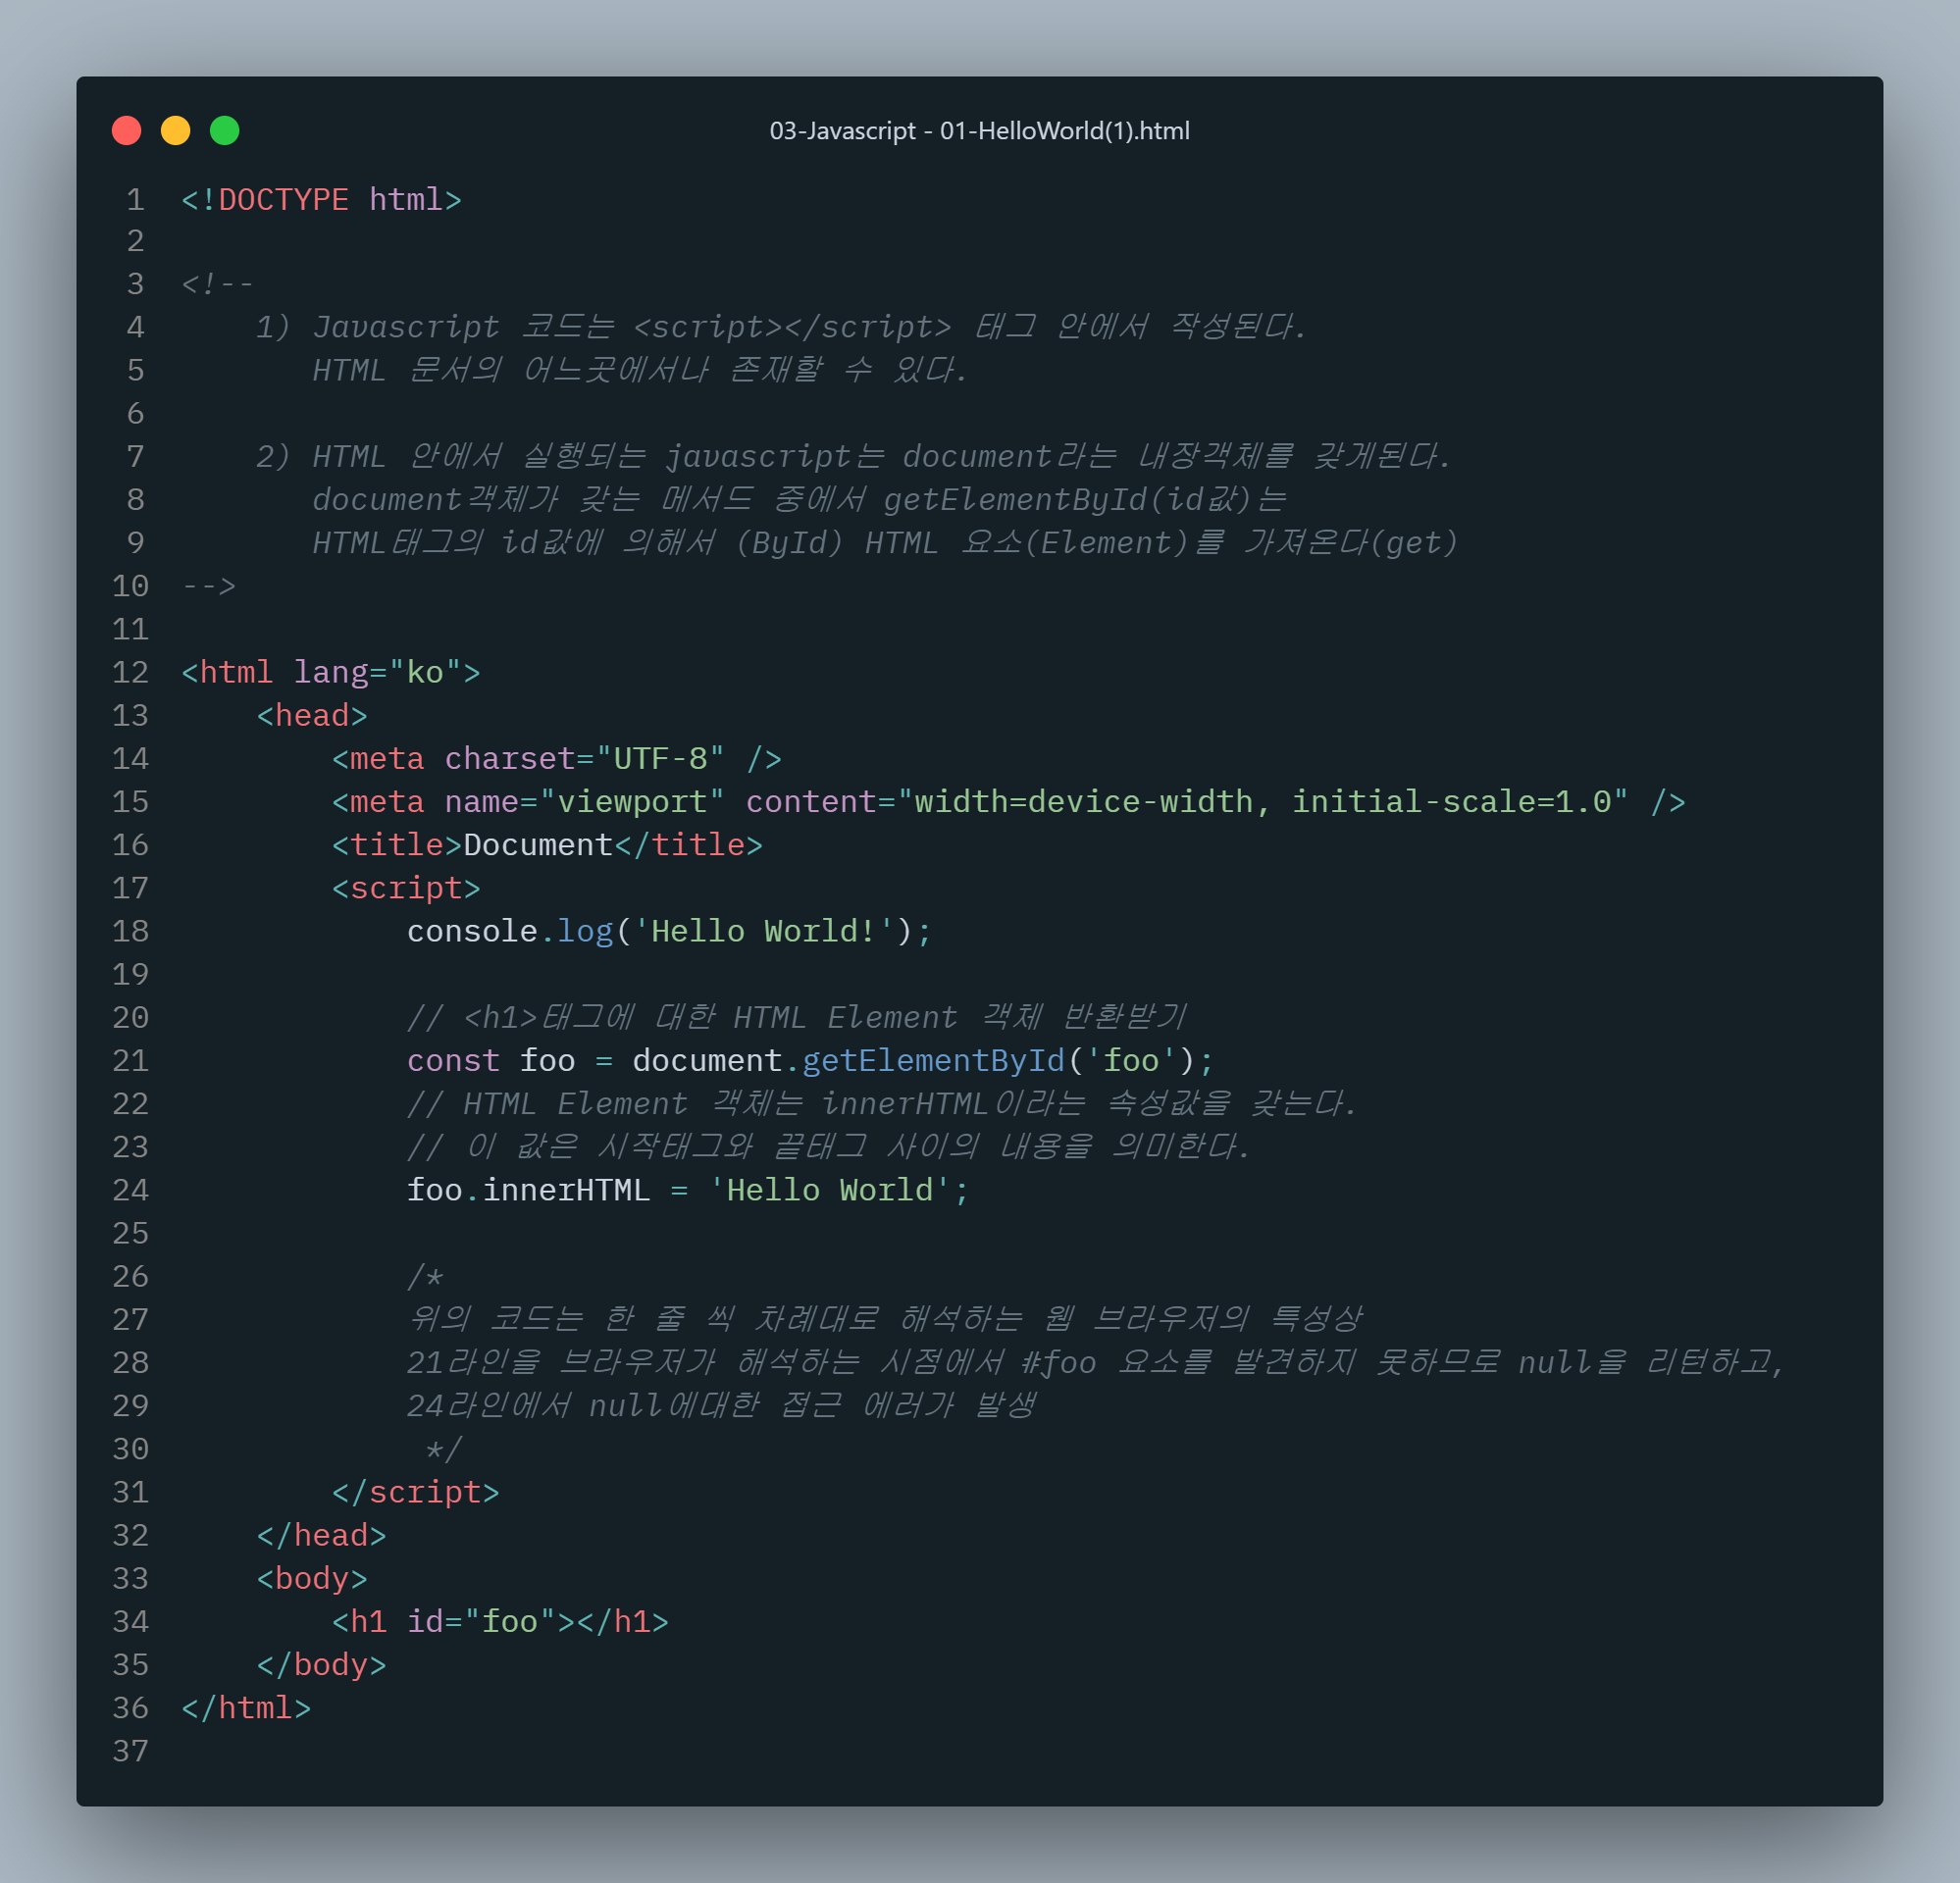 03-Javascript - 01-HelloWorld(1).html
1 <!DOCTYPE html>
2
3 <!--
4     1) Javascript 코드는 <script></script> 태그 안에서 작성된다.
5        HTML 문서의 어느곳에서나 존재할 수 있다.
6
7     2) HTML 안에서 실행되는 javascript는 document라는 내장객체를 갖게된다.
8        document객체가 갖는 메서드 중에서 getElementById(id값)는
9        HTML태그의 id값에 의해서 (ById) HTML 요소(Element)를 가져온다(get)
10 -->
11
12 <html lang="ko">
13     <head>
14         <meta charset="UTF-8" />
15         <meta name="viewport" content="width=device-width, initial-scale=1.0" />
16         <title>Document</title>
17         <script>
18             console.log('Hello World!');
19
20             // <h1>태그에 대한 HTML Element 객체 반환받기
21             const foo = document.getElementById('foo');
22             // HTML Element 객체는 innerHTML이라는 속성값을 갖는다.
23             // 이 값은 시작태그와 끝태그 사이의 내용을 의미한다.
24             foo.innerHTML = 'Hello World';
25
26             /*
27             위의 코드는 한 줄 씩 차례대로 해석하는 웹 브라우저의 특성상
28             21라인을 브라우저가 해석하는 시점에서 #foo 요소를 발견하지 못하므로 null을 리턴하고,
29             24라인에서 null에대한 접근 에러가 발생
30              */
31         </script>
32     </head>
33     <body>
34         <h1 id="foo"></h1>
35     </body>
36 </html>
37